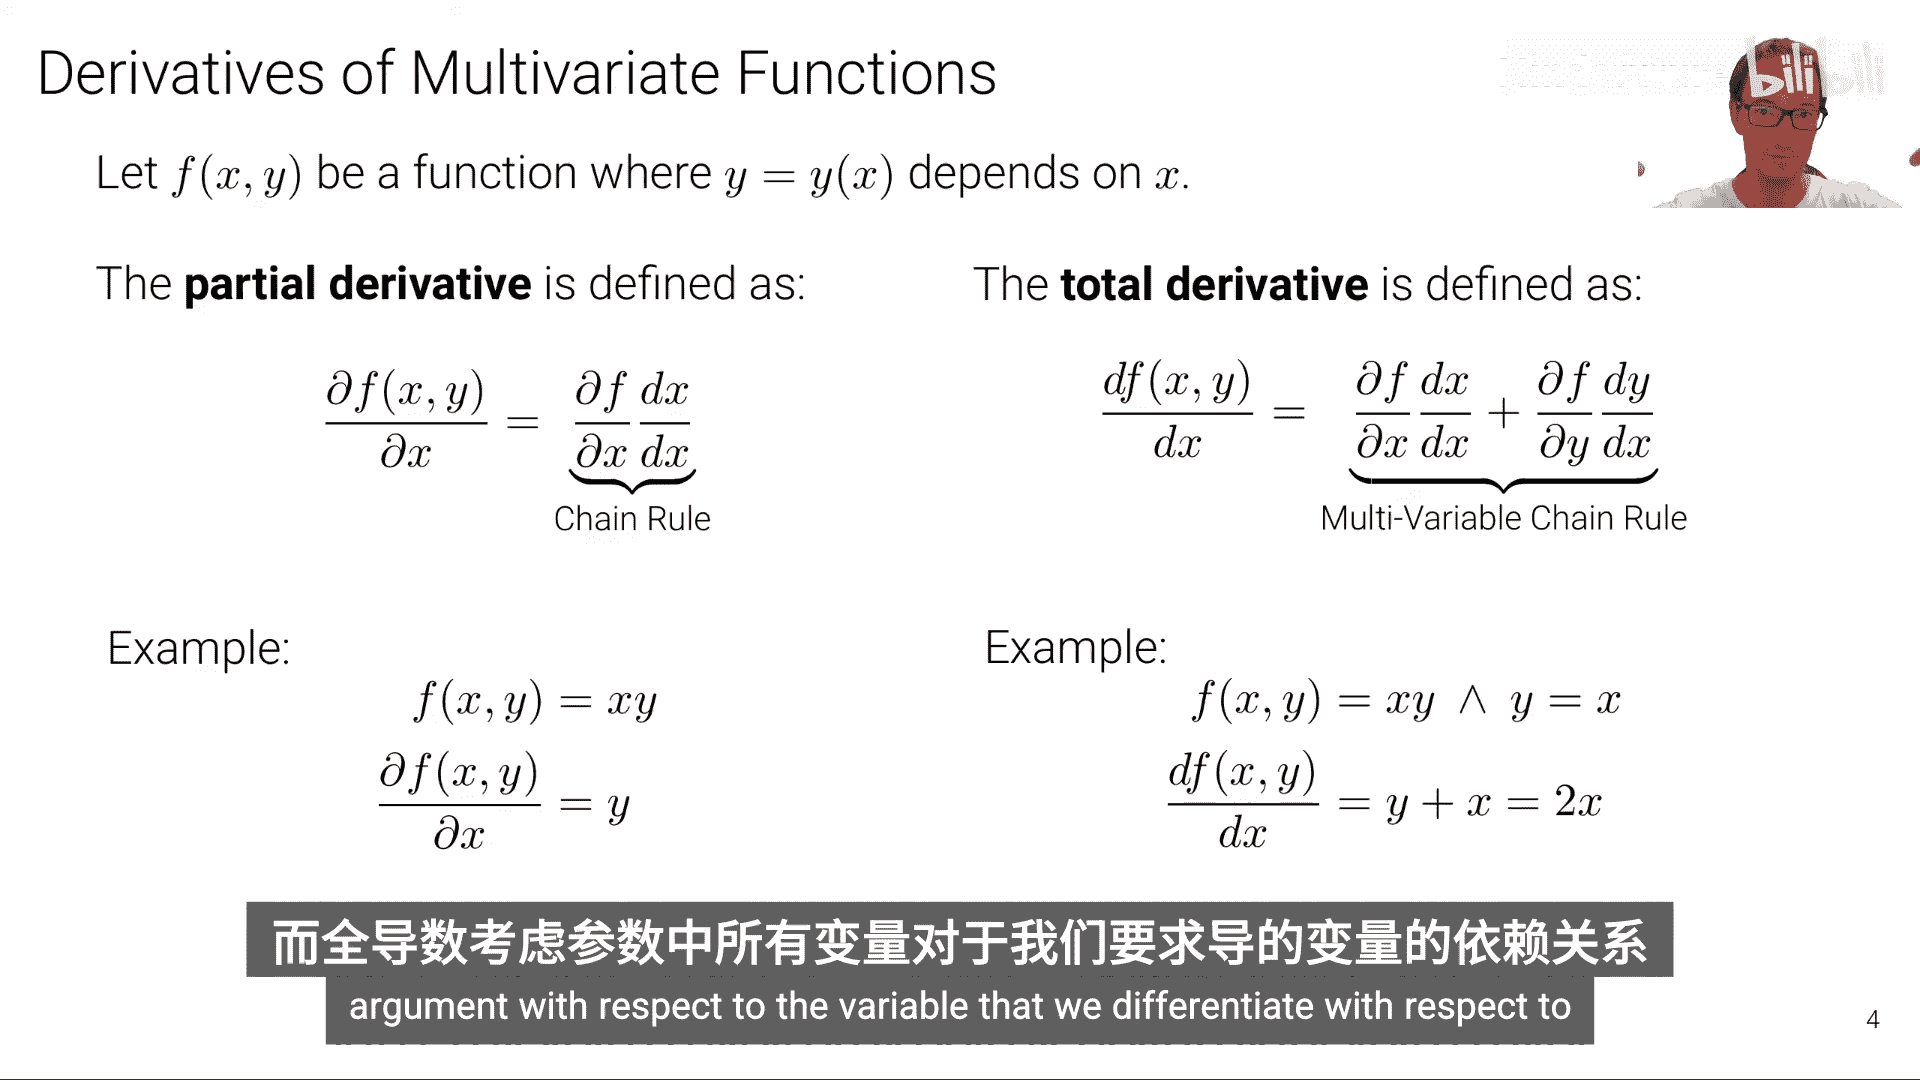 Derivatives of Multivariate Functions
bilibili
Let f(x, y) be a function where y = y(x) depends on x.
The partial derivative is defined as:
∂f(x, y)/∂x = ∂f/∂x dx/dx
Chain Rule
The total derivative is defined as:
df(x, y)/dx = ∂f/∂x dx/dx + ∂f/∂y dy/dx
Multi-Variable Chain Rule
Example:
f(x, y) = xy
∂f(x, y)/∂x = y
Example:
f(x, y) = xy ∧ y = x
df(x, y)/dx = y + x = 2x
而全导数考虑参数中所有变量对于我们要求导的变量的依赖关系
argument with respect to the variable that we differentiate with respect to
4